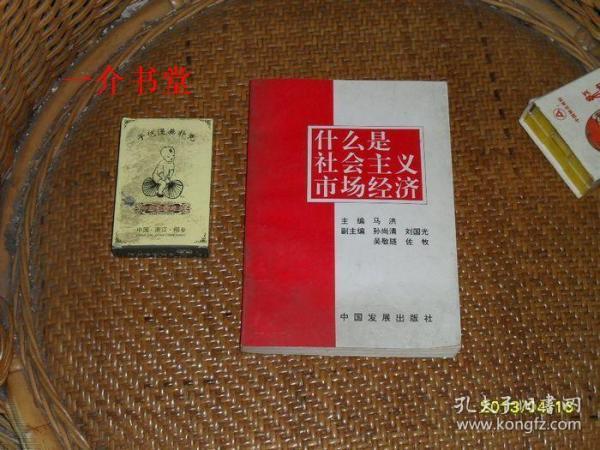 一介书堂
什么是
社会主义
市场经济
主编 马洪
副主编 孙尚清 刘国光
吴敬琏 佐牧
中国发展出版社
中国·浙江·桐乡
孔夫子旧书网
www.kongfz.com